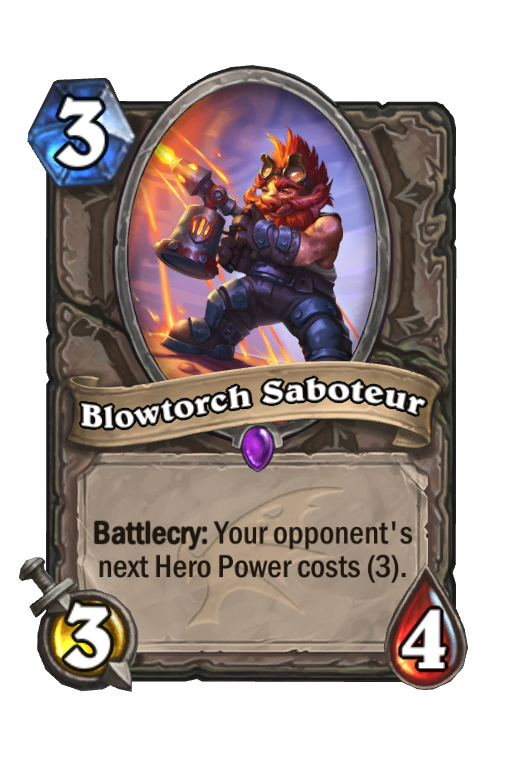 3
Blowtorch Saboteur
Battlecry: Your opponent's
next Hero Power costs (3).
3
4